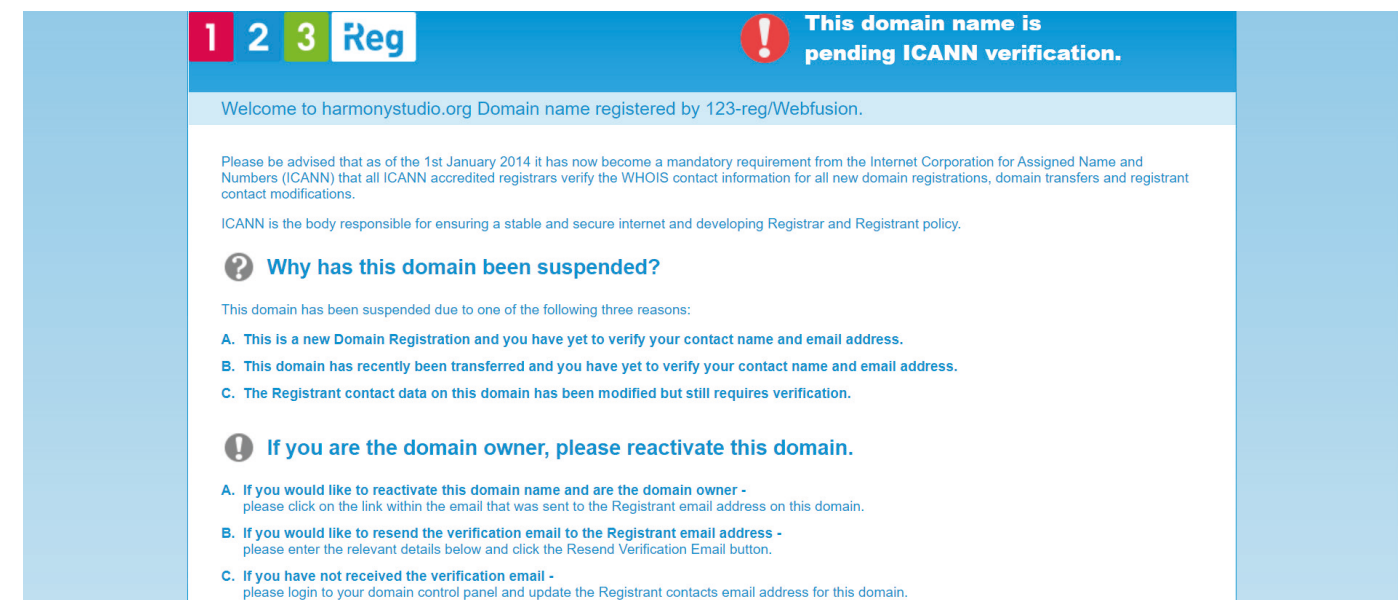 1 2 3 Reg
This domain name is
pending ICANN verification.
Welcome to harmonystudio.org Domain name registered by 123-reg/Webfusion.
Please be advised that as of the 1st January 2014 it has now become a mandatory requirement from the Internet Corporation for Assigned Name and
Numbers (ICANN) that all ICANN accredited registrars verify the WHOIS contact information for all new domain registrations, domain transfers and registrant
contact modifications.
ICANN is the body responsible for ensuring a stable and secure internet and developing Registrar and Registrant policy.
Why has this domain been suspended?
This domain has been suspended due to one of the following three reasons:
A. This is a new Domain Registration and you have yet to verify your contact name and email address.
B. This domain has recently been transferred and you have yet to verify your contact name and email address.
C. The Registrant contact data on this domain has been modified but still requires verification.
If you are the domain owner, please reactivate this domain.
A. If you would like to reactivate this domain name and are the domain owner -
please click on the link within the email that was sent to the Registrant email address on this domain.
B. If you would like to resend the verification email to the Registrant email address -
please enter the relevant details below and click the Resend Verification Email button.
C. If you have not received the verification email -
please login to your domain control panel and update the Registrant contacts email address for this domain.